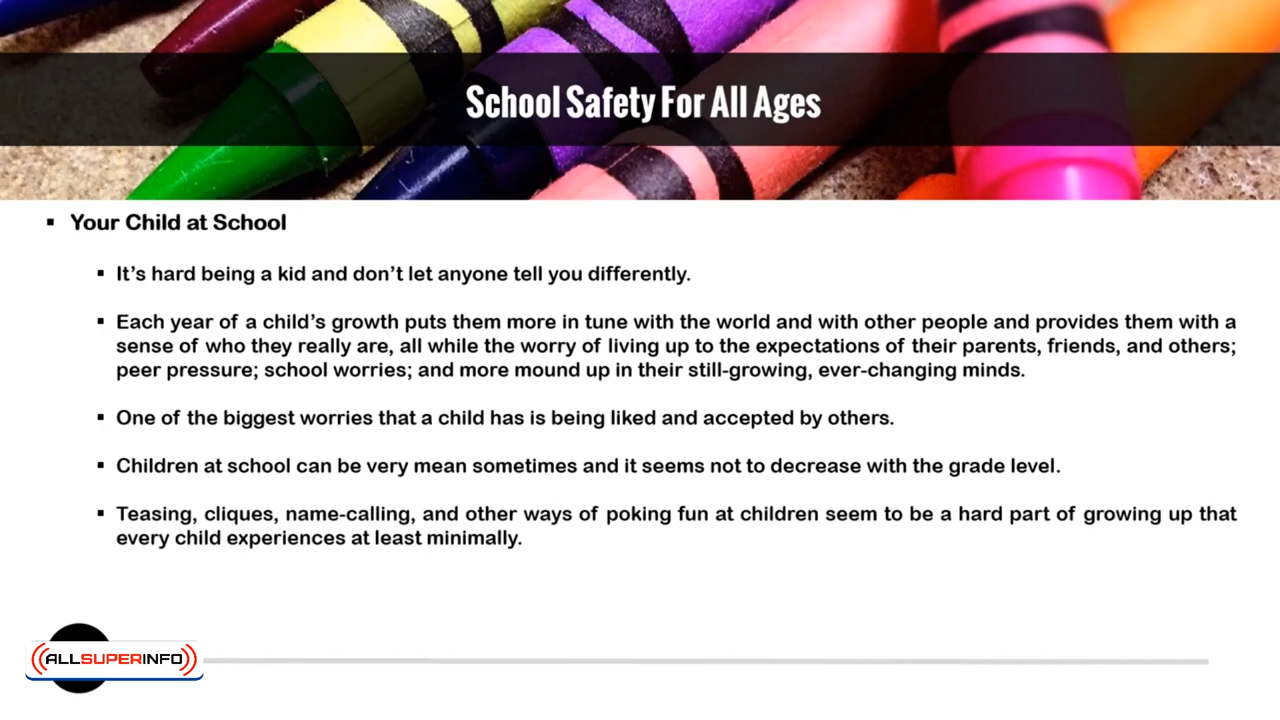 School Safety For All Ages
▪ Your Child at School
▪ It's hard being a kid and don't let anyone tell you differently.
▪ Each year of a child's growth puts them more in tune with the world and with other people and provides them with a
sense of who they really are, all while the worry of living up to the expectations of their parents, friends, and others;
peer pressure; school worries; and more mound up in their still-growing, ever-changing minds.
▪ One of the biggest worries that a child has is being liked and accepted by others.
▪ Children at school can be very mean sometimes and it seems not to decrease with the grade level.
▪ Teasing, cliques, name-calling, and other ways of poking fun at children seem to be a hard part of growing up that
every child experiences at least minimally.
ALLSUPERINFO